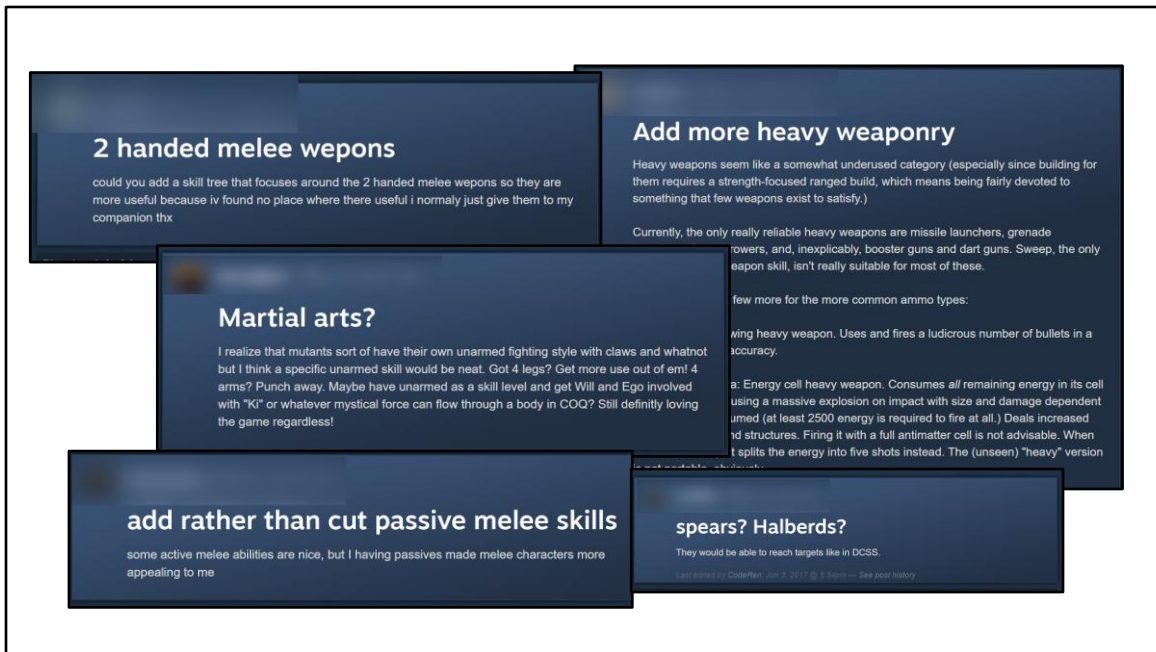 2 handed melee wepons
could you add a skill tree that focuses around the 2 handed melee wepons so they are
more useful because iv found no place where there useful i normaly just give them to my
companion thx
Add more heavy weaponry
Heavy weapons seem like a somewhat underused category (especially since building for
them requires a strength-focused ranged build, which means being fairly devoted to
something that few weapons exist to satisfy.)
Currently, the only really reliable heavy weapons are missile launchers, grenade
rowers, and, inexplicably, booster guns and dart guns. Sweep, the only
eapon skill, isn't really suitable for most of these.
few more for the more common ammo types:
wing heavy weapon. Uses and fires a ludicrous number of bullets in a
accuracy.
a: Energy cell heavy weapon. Consumes all remaining energy in its cell
using a massive explosion on impact with size and damage dependent
umed (at least 2500 energy is required to fire at all.) Deals increased
nd structures. Firing it with a full antimatter cell is not advisable. When
t splits the energy into five shots instead. The (unseen) "heavy" version
Martial arts?
I realize that mutants sort of have their own unarmed fighting style with claws and whatnot
but I think a specific unarmed skill would be neat. Got 4 legs? Get more use out of em! 4
arms? Punch away. Maybe have unarmed as a skill level and get Will and Ego involved
with "Ki" or whatever mystical force can flow through a body in COQ? Still definitly loving
the game regardless!
add rather than cut passive melee skills
some active melee abilities are nice, but I having passives made melee characters more
appealing to me
spears? Halberds?
They would be able to reach targets like in DCSS.
Last edited by CodeRen; Jun 3, 2017 @ 5:54pm — See post history